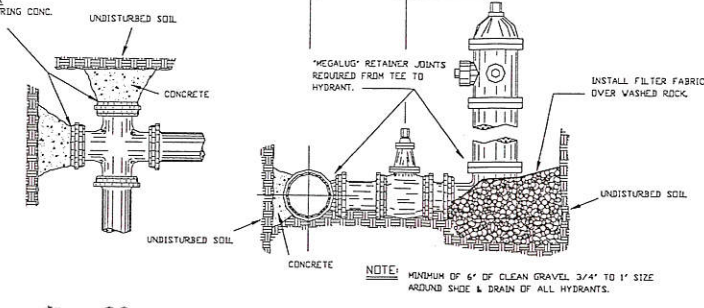 RING CONC.
UNDISTURBED SOIL
CONCRETE
"MEGALUG" RETAINER JOINTS
REQUIRED FROM TEE TO
HYDRANT.
INSTALL FILTER FABRIC
OVER WASHED ROCK.
UNDISTURBED SOIL
UNDISTURBED SOIL
CONCRETE
NOTE: MINIMUM OF 6" OF CLEAN GRAVEL 3/4" TO 1" SIZE
AROUND SHOE & DRAIN OF ALL HYDRANTS.